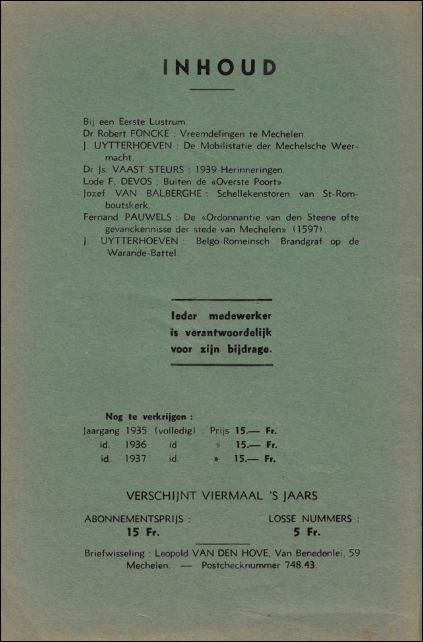 INHOUD
Bij een Eerste Lustrum.
Dr Robert FONCKE : Vreemdelingen te Mechelen.
J. UYTTERHOEVEN : De Mobilistatie der Mechelsche Weer-
macht.
Dr Js. VAAST STEURS : 1939-Herinneringen.
Lode F. DEVOS : Buiten de «Overste Poort»
Jozef VAN BALBERGHE : Schellekenstoren van St-Rom-
boutskerk.
Fernand PAUWELS : De «Ordonnantie van den Steene ofte
gevanckennisse der stede van Mechelen» (1597).
J. UYTTERHOEVEN : Belgo-Romeinsch Brandgraf op de
Warande-Battel.
Ieder medewerker
is verantwoordelijk
voor zijn bijdrage.
Nog te verkrijgen :
Jaargang 1935 (volledig) : Prijs 15.— Fr.
id. 1936 id » 15.— Fr.
id. 1937 id. » 15.— Fr.
VERSCHIJNT VIERMAAL 'S JAARS
ABONNEMENTSPRIJS : LOSSE NUMMERS :
15 Fr. 5 Fr.
Briefwisseling : Leopold VAN DEN HOVE, Van Benedenlei, 59
Mechelen. — Postchecknummer 748.43.